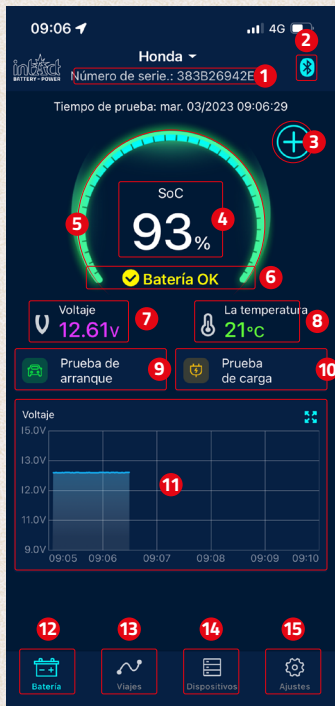 09:06
4G
2
intAct
BATTERY-POWER
Honda
Número de serie.: 383B26942E
1
Tiempo de prueba: mar. 03/2023 09:06:29
3
SoC
93%
4
5
Batería OK
6
Voltaje
12.61V
7
La temperatura
21°C
8
Prueba de
arranque
9
Prueba
de carga
10
Voltaje
15.0V
13.0V
12.0V
11.0V
9.0V
11
09:05 09:06 09:07 09:08 09:09 09:10
12
13
14
15
Batería
Viajes
Dispositivos
Ajustes